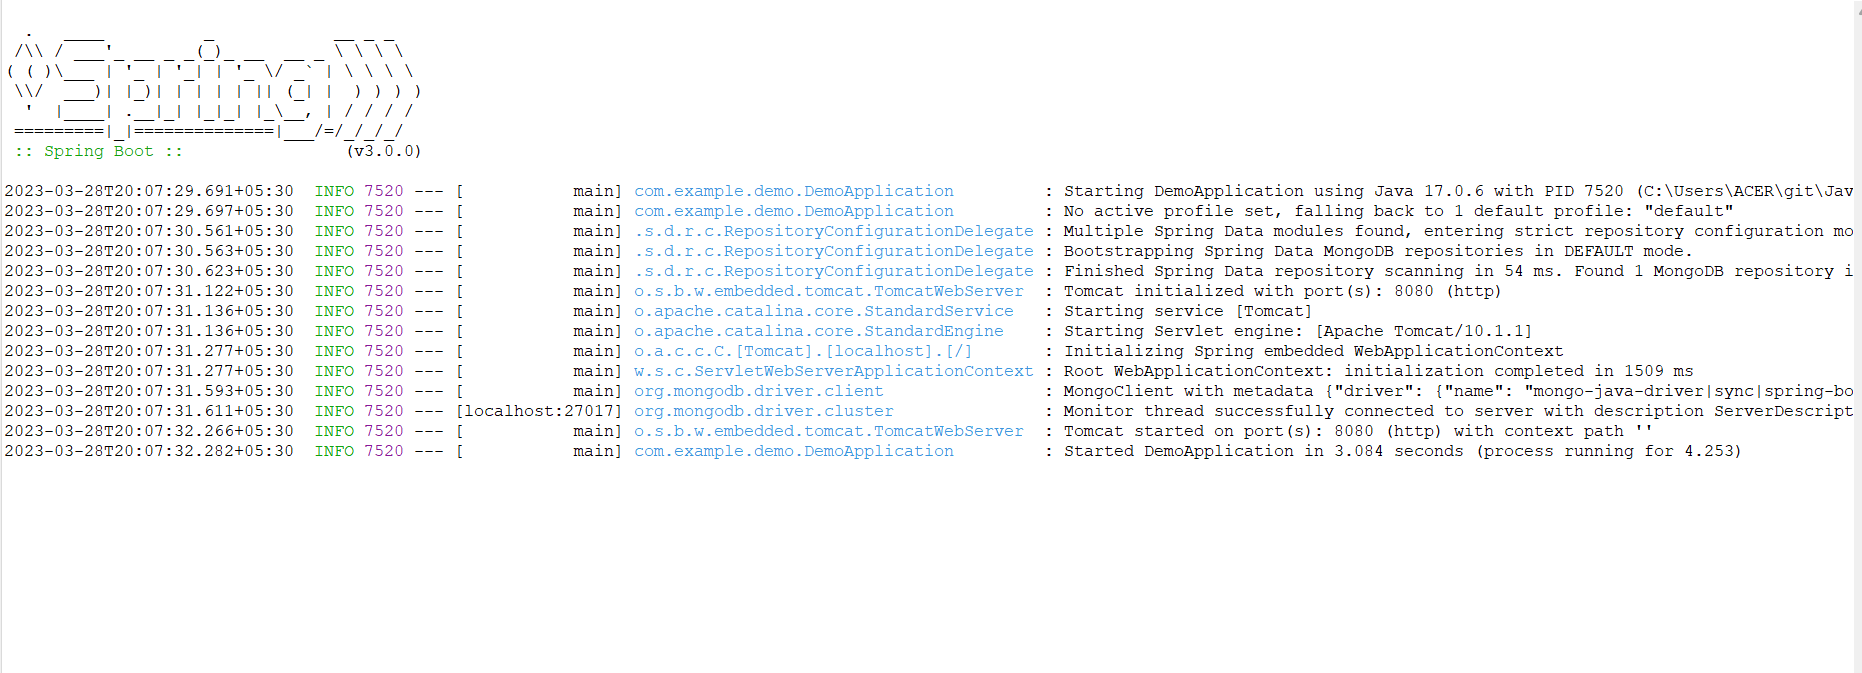 .   ____          _            __ _ _
 /\\ / ___'_ __ _ _(_)_ __  __ _ \ \ \ \
( ( )\___ | '_ | '_| | '_ \/ _` | \ \ \ \
 \\/  ___)| |_)| | | | | || (_| |  ) ) ) )
  '  |____| .__|_| |_|_| |_\__, | / / / /
 =========|_|==============|___/=/_/_/_/
 :: Spring Boot ::                (v3.0.0)
2023-03-28T20:07:29.691+05:30  INFO 7520 --- [           main] com.example.demo.DemoApplication         : Starting DemoApplication using Java 17.0.6 with PID 7520 (C:\Users\ACER\git\Jav
2023-03-28T20:07:29.697+05:30  INFO 7520 --- [           main] com.example.demo.DemoApplication         : No active profile set, falling back to 1 default profile: "default"
2023-03-28T20:07:30.561+05:30  INFO 7520 --- [           main] .s.d.r.c.RepositoryConfigurationDelegate : Multiple Spring Data modules found, entering strict repository configuration mo
2023-03-28T20:07:30.563+05:30  INFO 7520 --- [           main] .s.d.r.c.RepositoryConfigurationDelegate : Bootstrapping Spring Data MongoDB repositories in DEFAULT mode.
2023-03-28T20:07:30.623+05:30  INFO 7520 --- [           main] .s.d.r.c.RepositoryConfigurationDelegate : Finished Spring Data repository scanning in 54 ms. Found 1 MongoDB repository i
2023-03-28T20:07:31.122+05:30  INFO 7520 --- [           main] o.s.b.w.embedded.tomcat.TomcatWebServer  : Tomcat initialized with port(s): 8080 (http)
2023-03-28T20:07:31.136+05:30  INFO 7520 --- [           main] o.apache.catalina.core.StandardService   : Starting service [Tomcat]
2023-03-28T20:07:31.136+05:30  INFO 7520 --- [           main] o.apache.catalina.core.StandardEngine    : Starting Servlet engine: [Apache Tomcat/10.1.1]
2023-03-28T20:07:31.277+05:30  INFO 7520 --- [           main] o.a.c.c.C.[Tomcat].[localhost].[/]       : Initializing Spring embedded WebApplicationContext
2023-03-28T20:07:31.277+05:30  INFO 7520 --- [           main] w.s.c.ServletWebServerApplicationContext : Root WebApplicationContext: initialization completed in 1509 ms
2023-03-28T20:07:31.593+05:30  INFO 7520 --- [           main] org.mongodb.driver.client                : MongoClient with metadata {"driver": {"name": "mongo-java-driver|sync|spring-bo
2023-03-28T20:07:31.611+05:30  INFO 7520 --- [localhost:27017] org.mongodb.driver.cluster               : Monitor thread successfully connected to server with description ServerDescript
2023-03-28T20:07:32.266+05:30  INFO 7520 --- [           main] o.s.b.w.embedded.tomcat.TomcatWebServer  : Tomcat started on port(s): 8080 (http) with context path ''
2023-03-28T20:07:32.282+05:30  INFO 7520 --- [           main] com.example.demo.DemoApplication         : Started DemoApplication in 3.084 seconds (process running for 4.253)